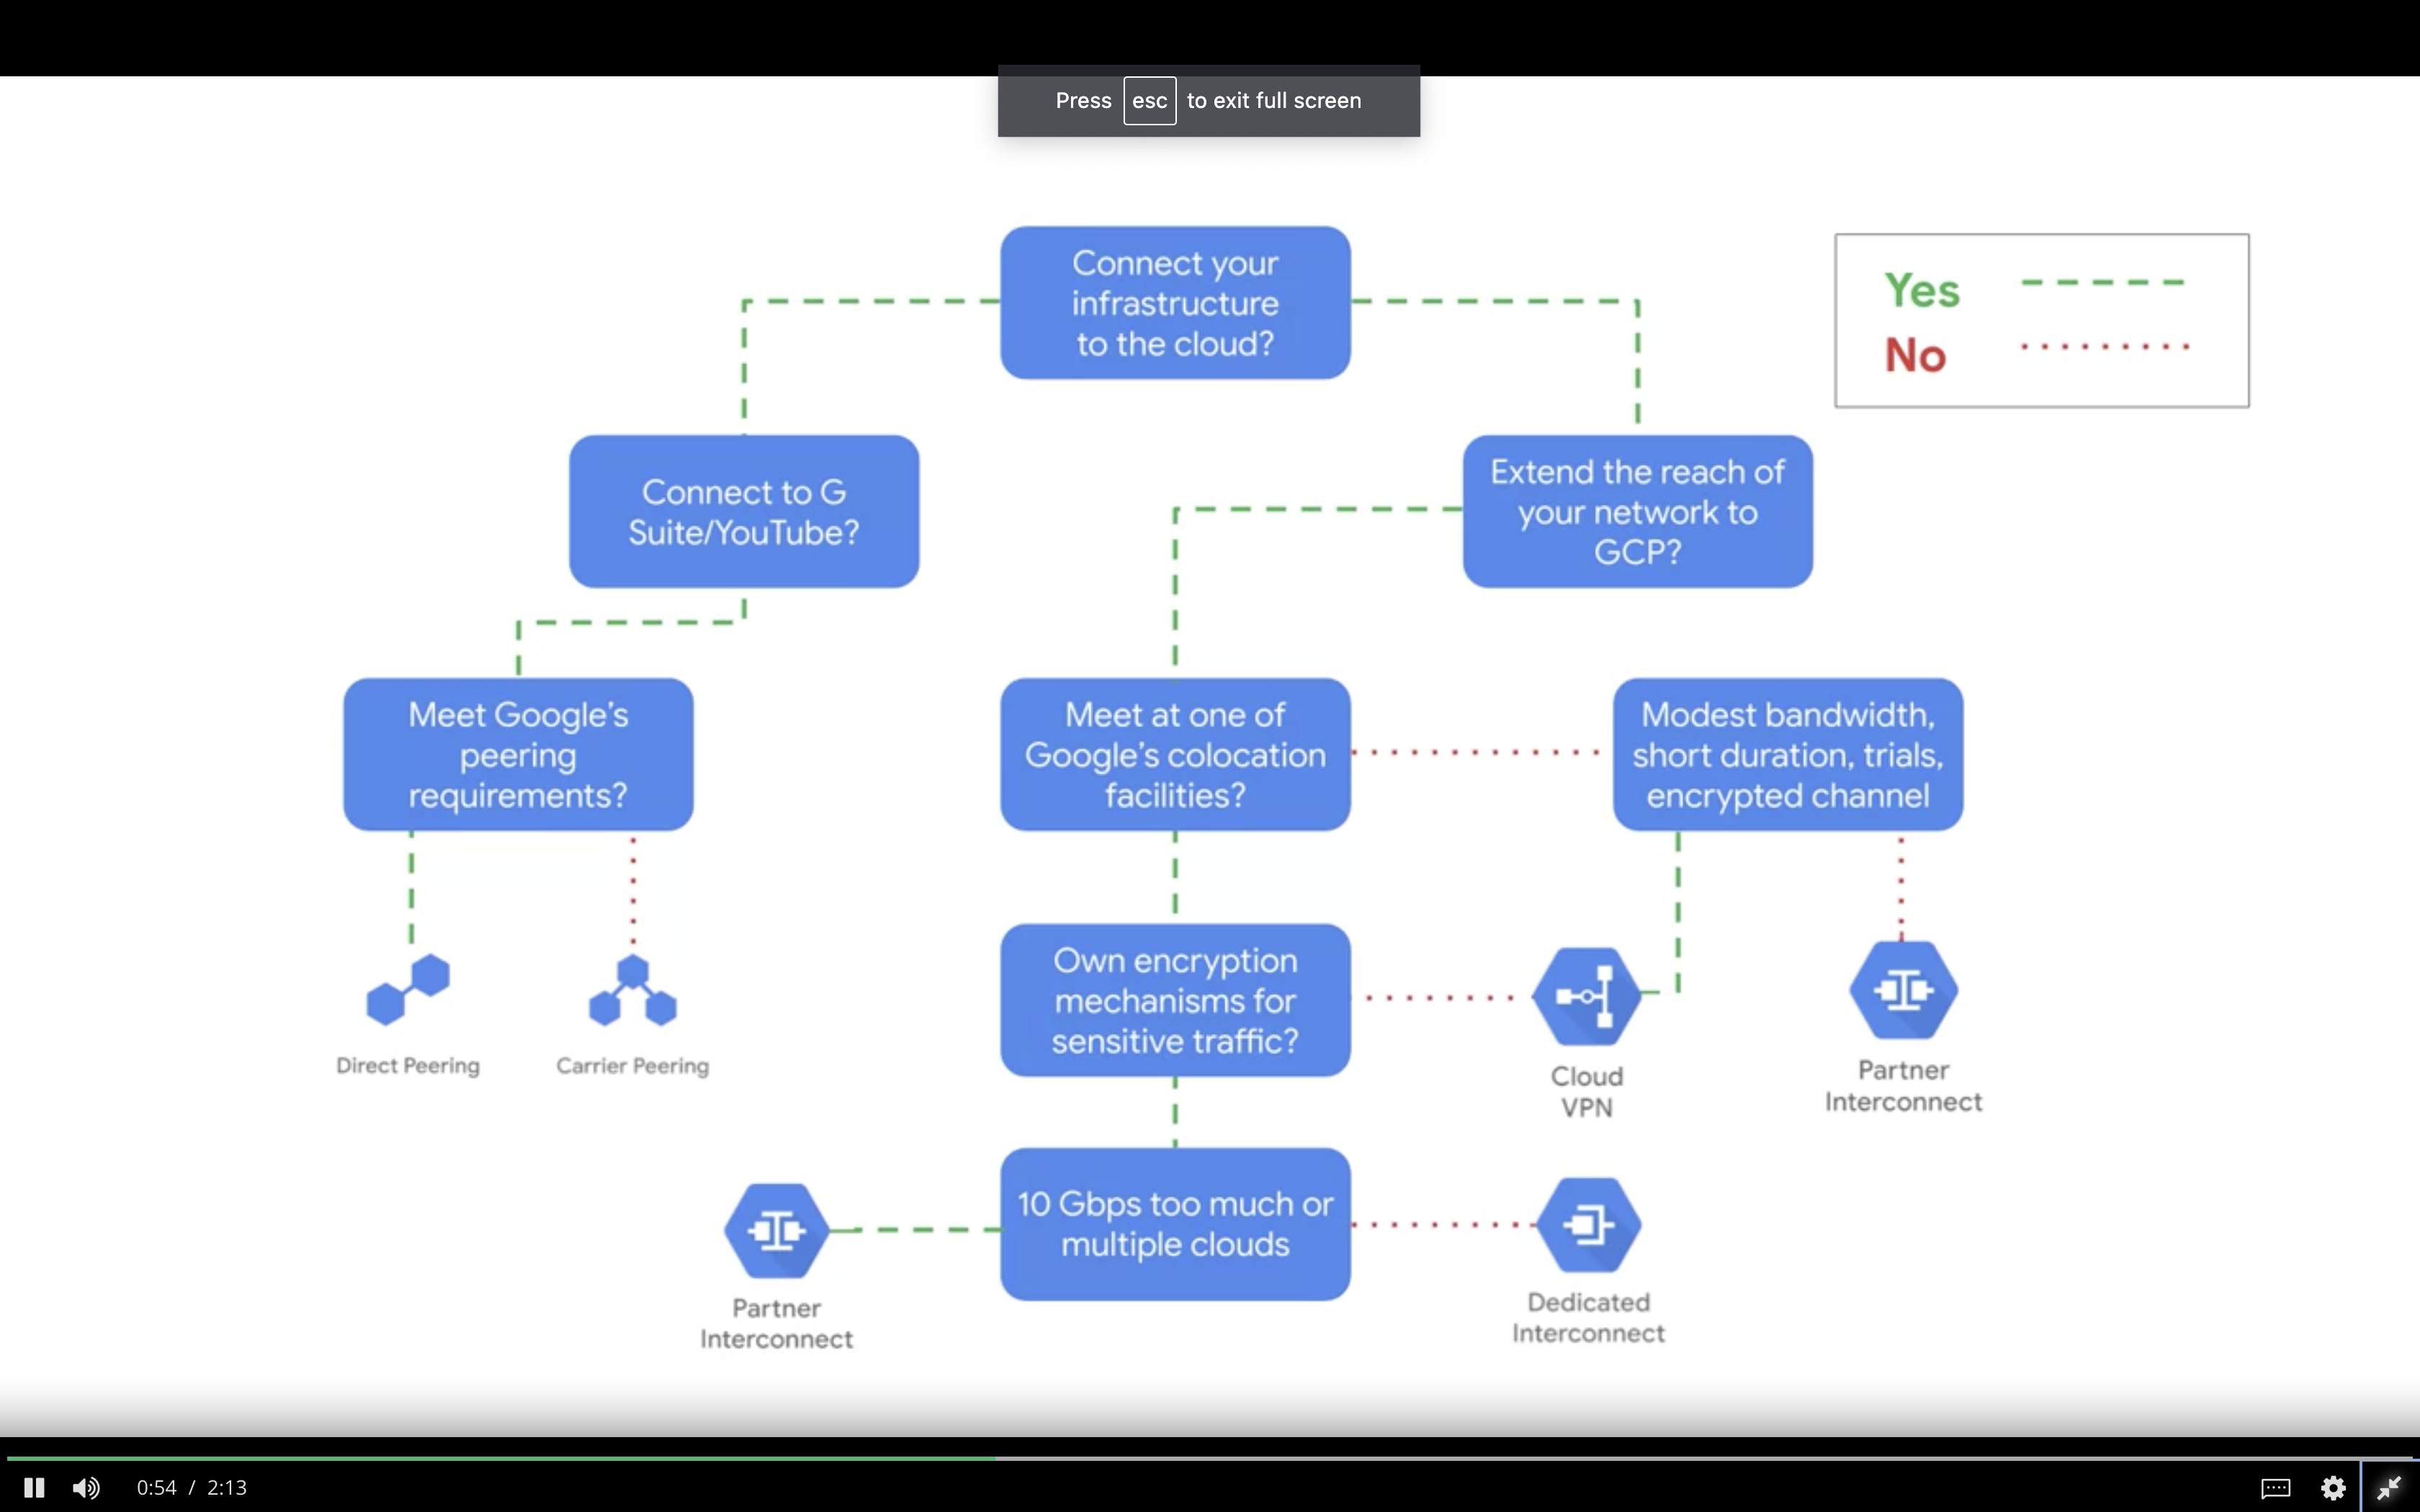 Press esc to exit full screen
Connect your
infrastructure
to the cloud?
Yes
No
Connect to G
Suite/YouTube?
Extend the reach of
your network to
GCP?
Meet Google's
peering
requirements?
Meet at one of
Google's colocation
facilities?
Modest bandwidth,
short duration, trials,
encrypted channel
Direct Peering
Carrier Peering
Own encryption
mechanisms for
sensitive traffic?
Cloud
VPN
Partner
Interconnect
Partner
Interconnect
10 Gbps too much or
multiple clouds
Dedicated
Interconnect
0:54 / 2:13